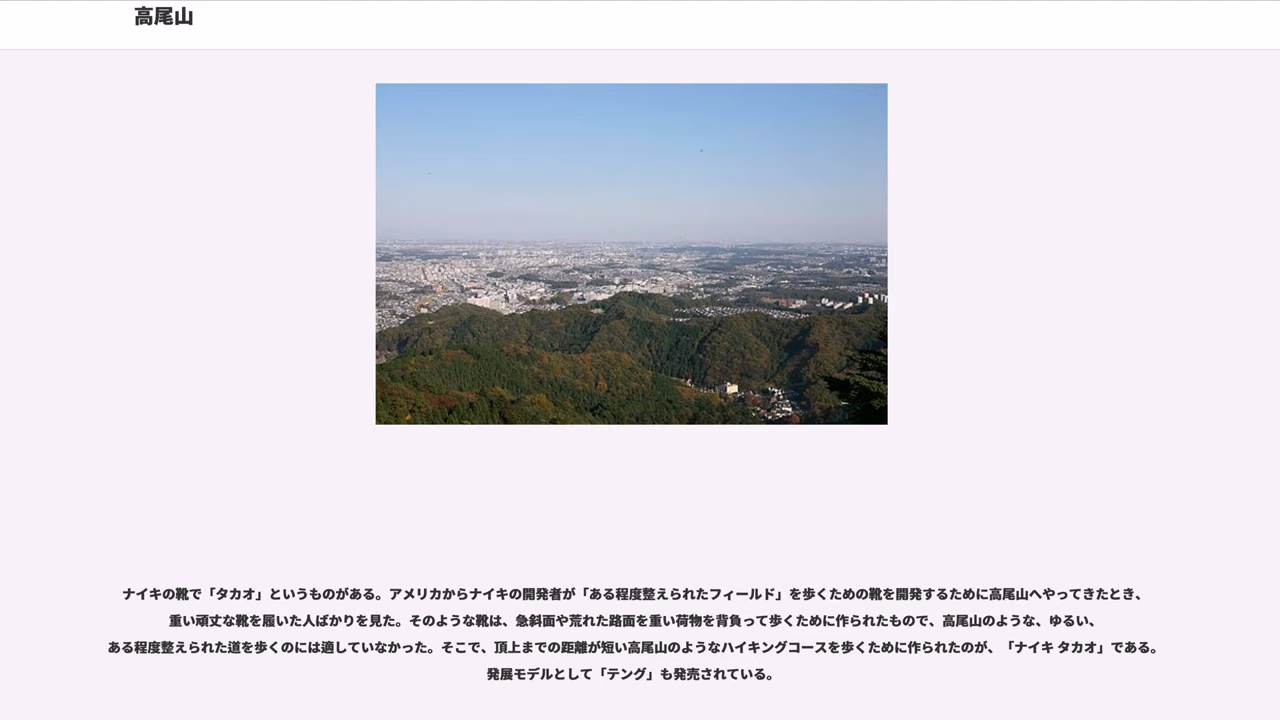 高尾山
ナイキの靴で「タカオ」というものがある。アメリカからナイキの開発者が「ある程度整えられたフィールド」を歩くための靴を開発するために高尾山へやってきたとき、
重い頑丈な靴を履いた人ばかりを見た。そのような靴は、急斜面や荒れた路面を重い荷物を背負って歩くために作られたもので、高尾山のような、ゆるい、
ある程度整えられた道を歩くのには適していなかった。そこで、頂上までの距離が短い高尾山のようなハイキングコースを歩くために作られたのが、「ナイキ タカオ」である。
発展モデルとして「テング」も発売されている。